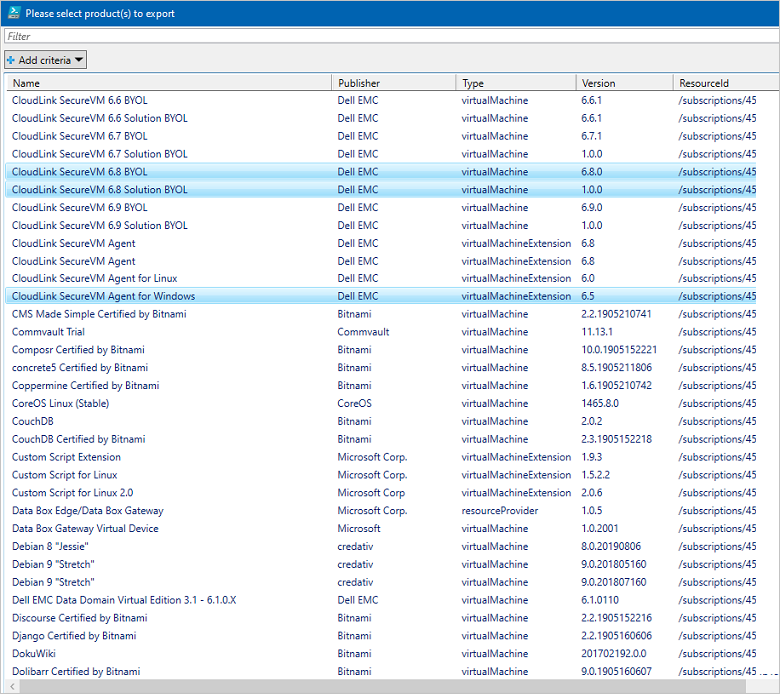 Please select product(s) to export
Filter
Add criteria
Name Publisher Type Version ResourceId
CloudLink SecureVM 6.6 BYOL Dell EMC virtualMachine 6.6.1 /subscriptions/45
CloudLink SecureVM 6.6 Solution BYOL Dell EMC virtualMachine 6.6.1 /subscriptions/45
CloudLink SecureVM 6.7 BYOL Dell EMC virtualMachine 6.7.1 /subscriptions/45
CloudLink SecureVM 6.7 Solution BYOL Dell EMC virtualMachine 1.0.0 /subscriptions/45
CloudLink SecureVM 6.8 BYOL Dell EMC virtualMachine 6.8.0 /subscriptions/45
CloudLink SecureVM 6.8 Solution BYOL Dell EMC virtualMachine 1.0.0 /subscriptions/45
CloudLink SecureVM 6.9 BYOL Dell EMC virtualMachine 6.9.0 /subscriptions/45
CloudLink SecureVM 6.9 Solution BYOL Dell EMC virtualMachine 1.0.0 /subscriptions/45
CloudLink SecureVM Agent Dell EMC virtualMachineExtension 6.8 /subscriptions/45
CloudLink SecureVM Agent Dell EMC virtualMachineExtension 6.8 /subscriptions/45
CloudLink SecureVM Agent for Linux Dell EMC virtualMachineExtension 6.0 /subscriptions/45
CloudLink SecureVM Agent for Windows Dell EMC virtualMachineExtension 6.5 /subscriptions/45
CMS Made Simple Certified by Bitnami Bitnami virtualMachine 2.2.1905210741 /subscriptions/45
Commvault Trial Commvault virtualMachine 11.13.1 /subscriptions/45
Composr Certified by Bitnami Bitnami virtualMachine 10.0.1905152221 /subscriptions/45
concrete5 Certified by Bitnami Bitnami virtualMachine 8.5.1905211806 /subscriptions/45
Coppermine Certified by Bitnami Bitnami virtualMachine 1.6.1905210742 /subscriptions/45
CoreOS Linux (Stable) CoreOS virtualMachine 1465.8.0 /subscriptions/45
CouchDB Bitnami virtualMachine 2.0.2 /subscriptions/45
CouchDB Certified by Bitnami Bitnami virtualMachine 2.3.1905152218 /subscriptions/45
Custom Script Extension Microsoft Corp. virtualMachineExtension 1.9.3 /subscriptions/45
Custom Script for Linux Microsoft Corp. virtualMachineExtension 1.5.2.2 /subscriptions/45
Custom Script for Linux 2.0 Microsoft Corp virtualMachineExtension 2.0.6 /subscriptions/45
Data Box Edge/Data Box Gateway Microsoft Corp. resourceProvider 1.0.5 /subscriptions/45
Data Box Gateway Virtual Device Microsoft virtualMachine 1.0.2001 /subscriptions/45
Debian 8 "Jessie" credativ virtualMachine 8.0.20190806 /subscriptions/45
Debian 9 "Stretch" credativ virtualMachine 9.0.201805160 /subscriptions/45
Debian 9 "Stretch" credativ virtualMachine 9.0.201807160 /subscriptions/45
Dell EMC Data Domain Virtual Edition 3.1 - 6.1.0.X Dell EMC virtualMachine 6.1.0110 /subscriptions/45
Discourse Certified by Bitnami Bitnami virtualMachine 2.2.1905152216 /subscriptions/45
Django Certified by Bitnami Bitnami virtualMachine 2.2.1905160606 /subscriptions/45
DokuWiki Bitnami virtualMachine 201702192.0.0 /subscriptions/45
Dolibarr Certified by Bitnami Bitnami virtualMachine 9.0.1905160607 /subscriptions/45